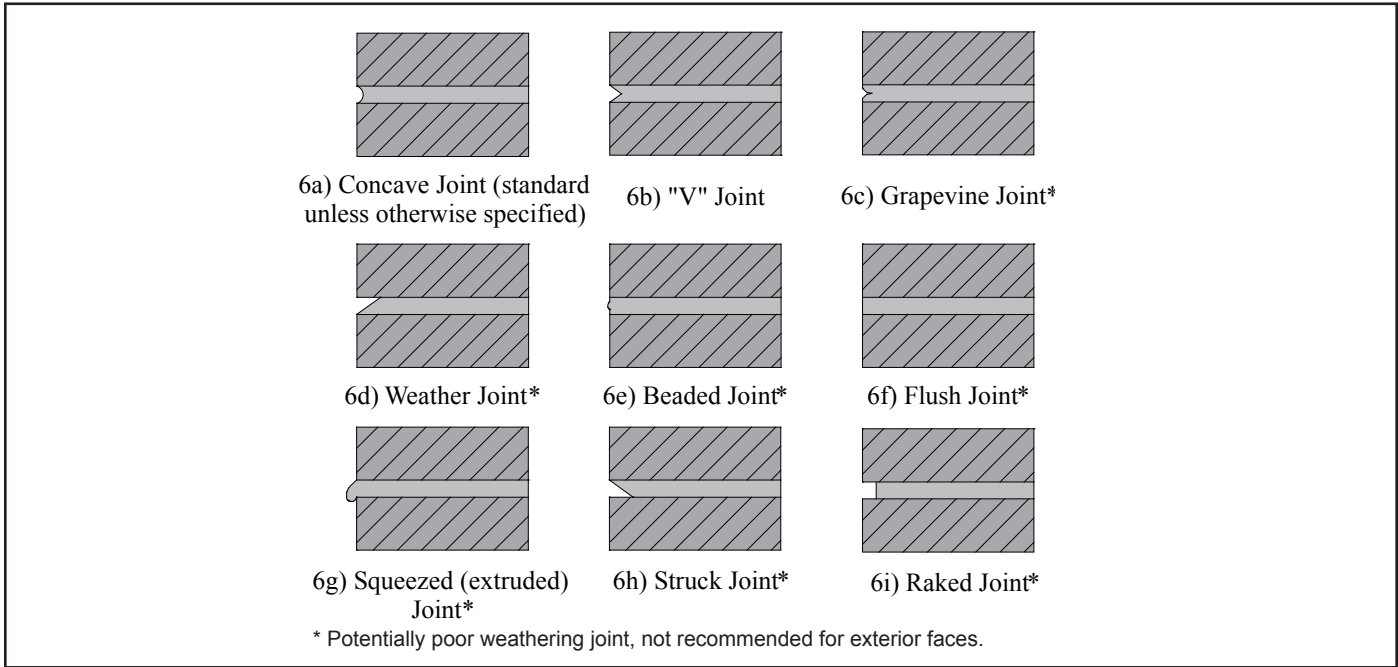 6a) Concave Joint (standard
unless otherwise specified)
6b) "V" Joint
6c) Grapevine Joint*
6d) Weather Joint*
6e) Beaded Joint*
6f) Flush Joint*
6g) Squeezed (extruded)
Joint*
6h) Struck Joint*
6i) Raked Joint*
* Potentially poor weathering joint, not recommended for exterior faces.